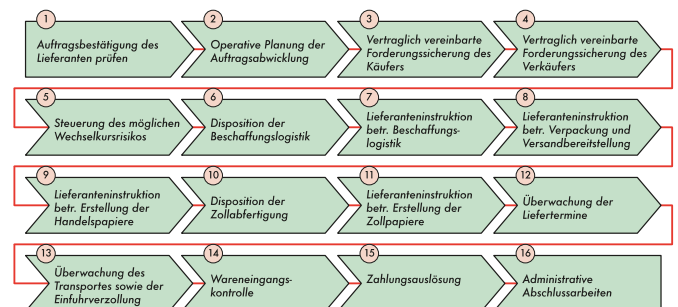 1
Auftragsbestätigung des
Lieferanten prüfen
2
Operative Planung der
Auftragsabwicklung
3
Vertraglich vereinbarte
Forderungssicherung des
Käufers
4
Vertraglich vereinbarte
Forderungssicherung des
Verkäufers
5
Steuerung des möglichen
Wechselkursrisikos
6
Disposition der
Beschaffungslogistik
7
Lieferanteninstruktion
betr. Beschaffungs-
logistik
8
Lieferanteninstruktion
betr. Verpackung und
Versandbereitstellung
9
Lieferanteninstruktion
betr. Erstellung der
Handelspapiere
10
Disposition der
Zollabfertigung
11
Lieferanteninstruktion
betr. Erstellung der
Zollpapiere
12
Überwachung der
Liefertermine
13
Überwachung des
Transportes sowie der
Einfuhrverzollung
14
Wareneingangs-
kontrolle
15
Zahlungsauslösung
16
Administrative
Abschlussarbeiten